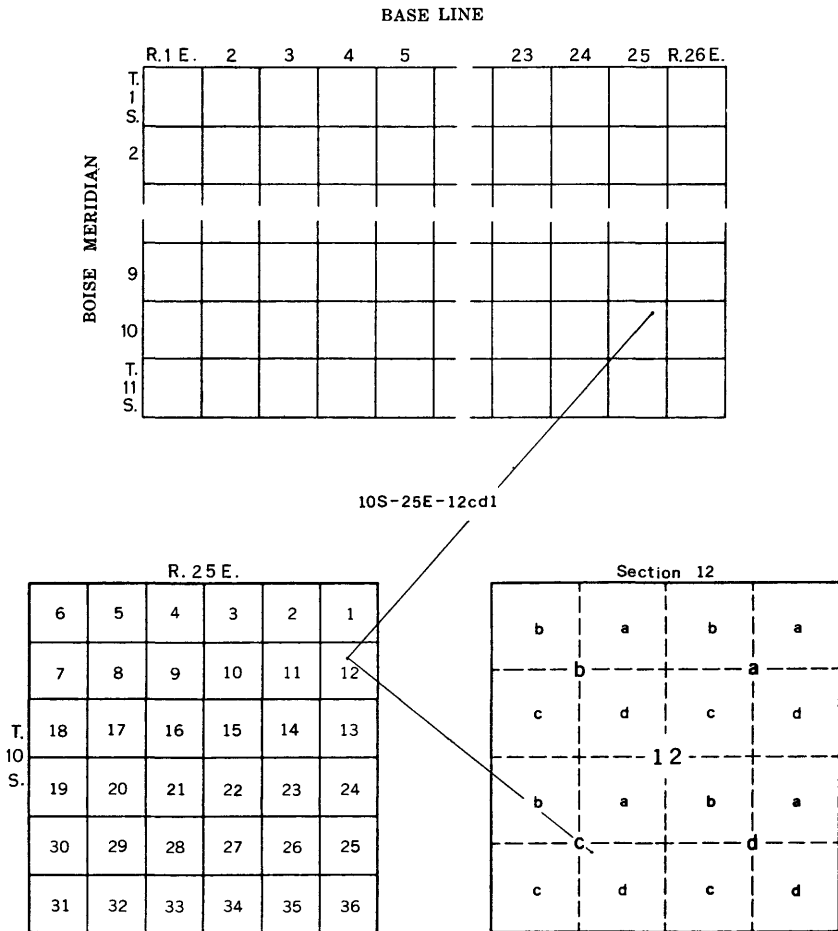 BASE LINE
R.1 E. 2 3 4 5 23 24 25 R.26E.
T.
1
S.
2
BOISE MERIDIAN
9
10
T.
11
S.
10S-25E-12cd1
R. 25 E.
6 5 4 3 2 1
7 8 9 10 11 12
T.
10
S.
18 17 16 15 14 13
19 20 21 22 23 24
30 29 28 27 26 25
31 32 33 34 35 36
Section 12
b a b a
b a
c d c d
12
b a b a
c d
c d c d